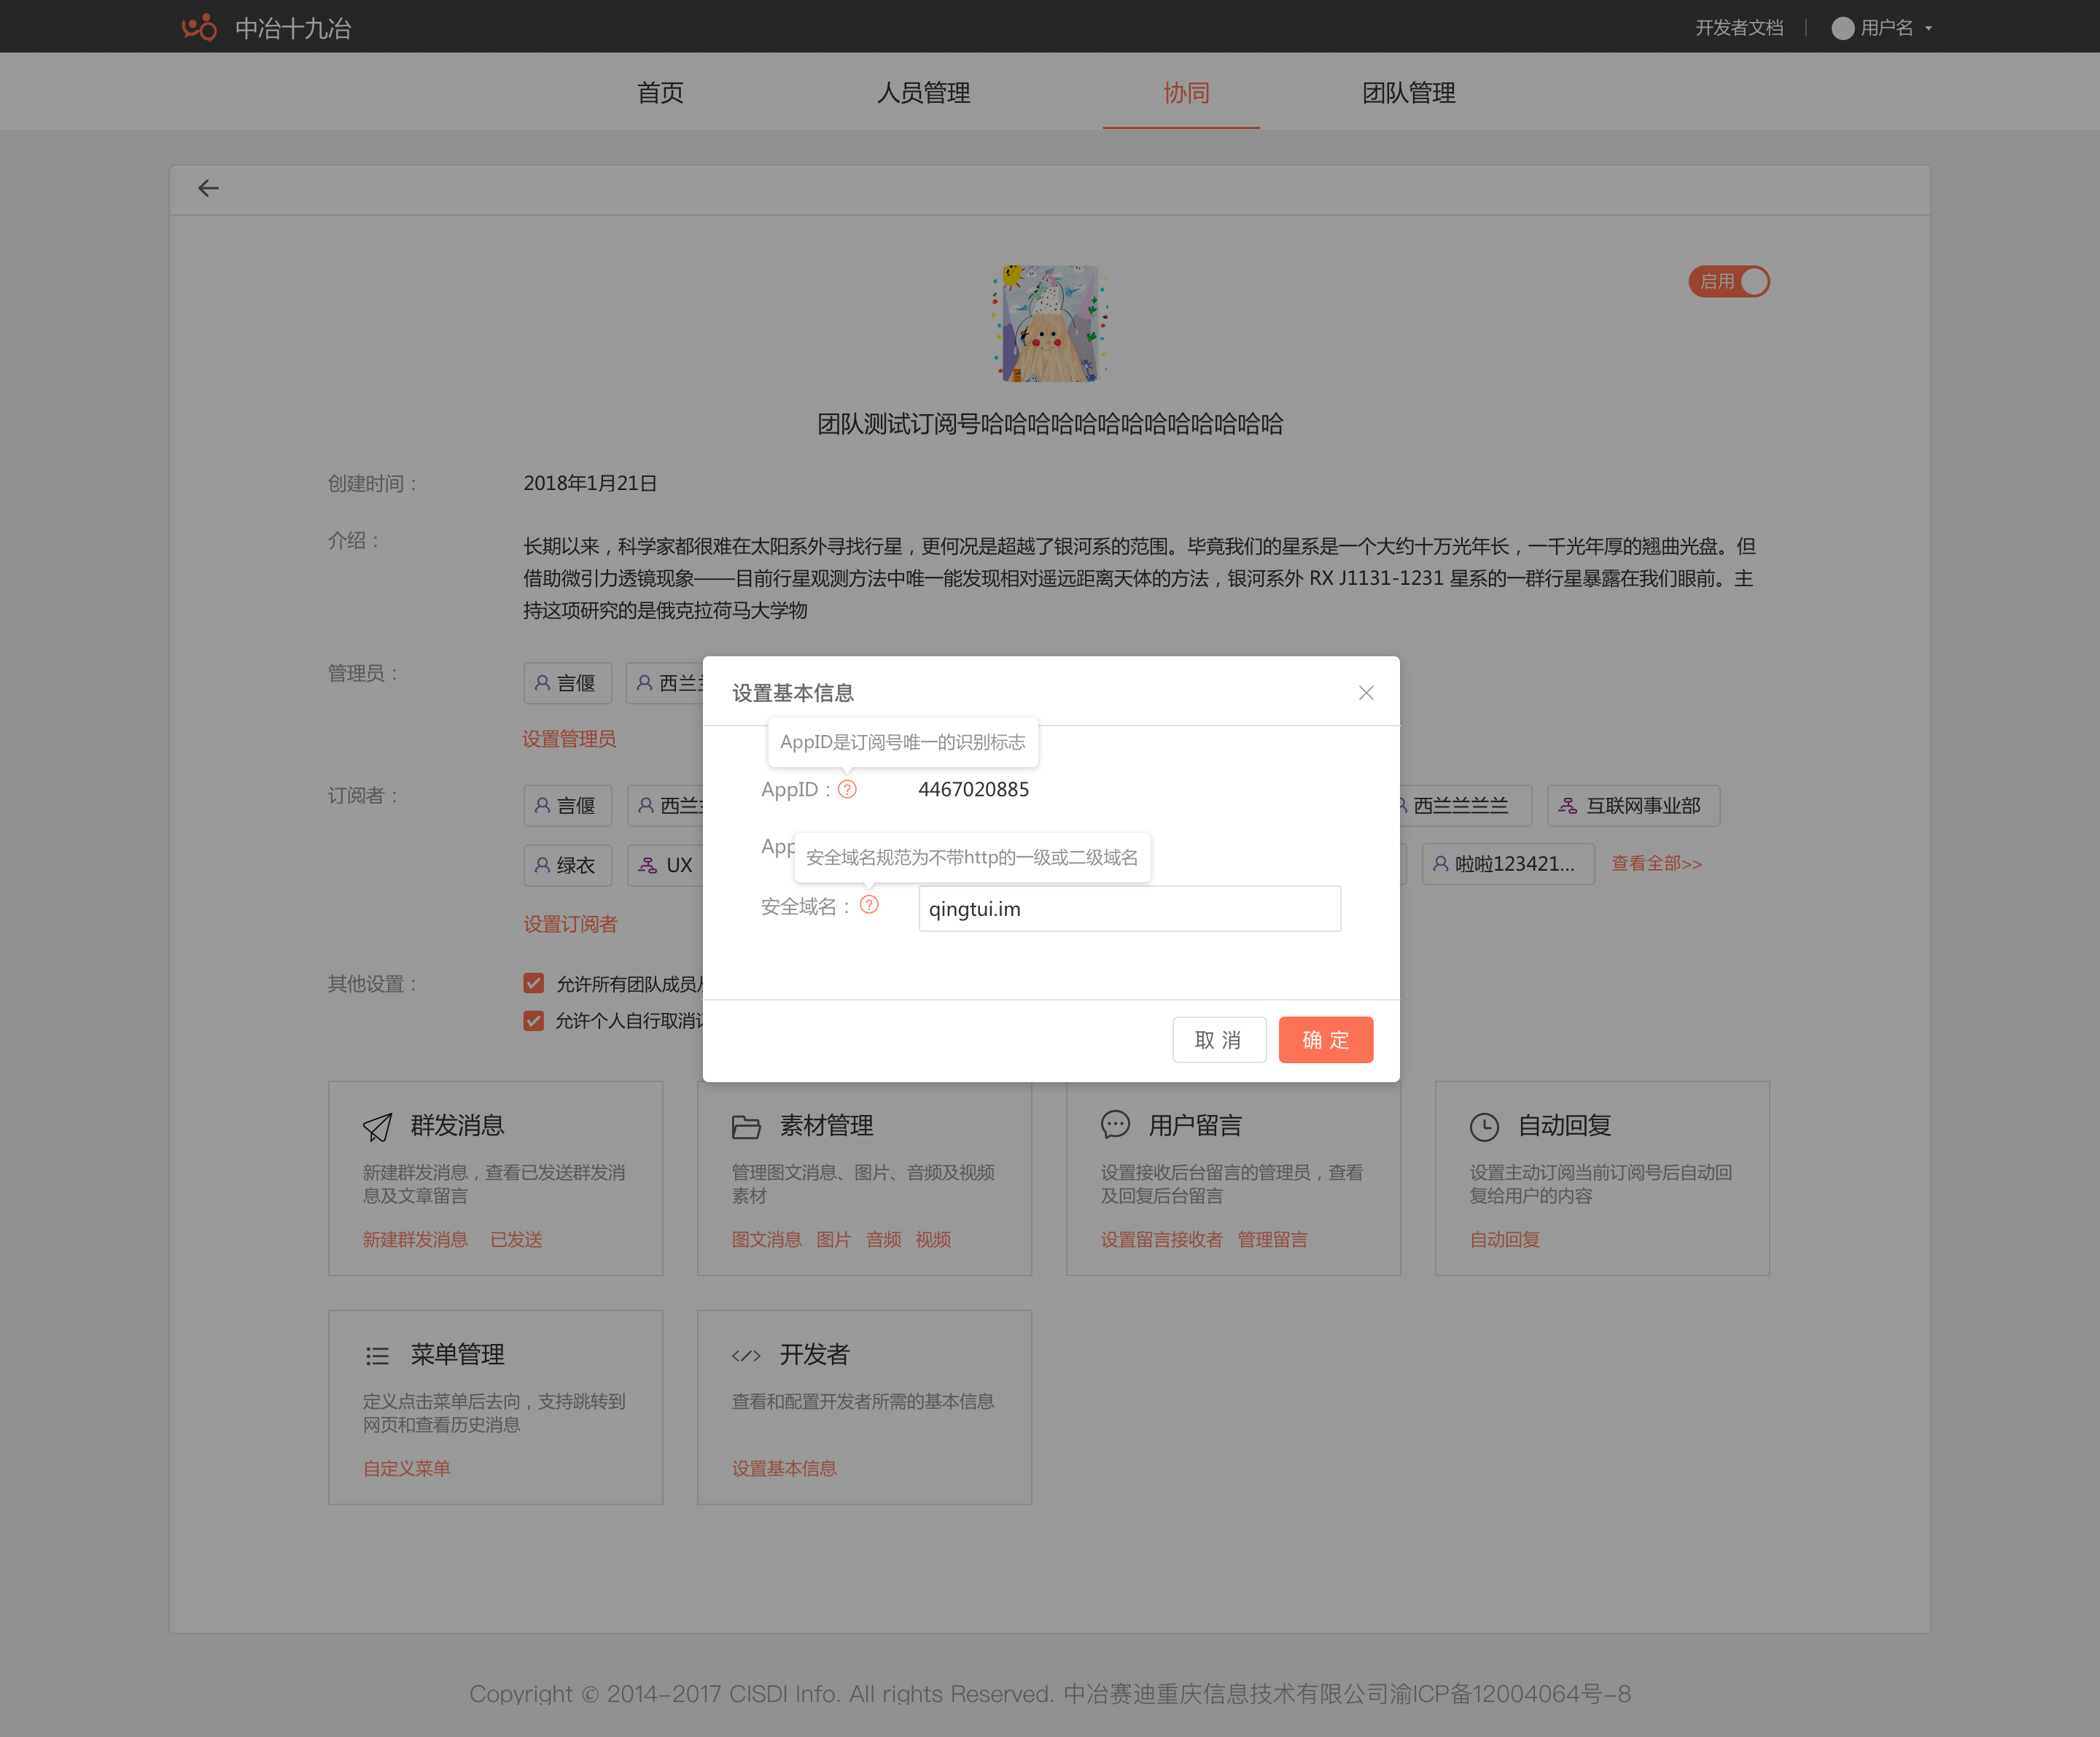 中冶十九冶
开发者文档
用户名
首页
人员管理
协同
团队管理
启用
团队测试订阅号哈哈哈哈哈哈哈哈哈哈哈哈哈
创建时间：
2018年1月21日
介绍：
长期以来，科学家都很难在太阳系外寻找行星，更何况是超越了银河系的范围。毕竟我们的星系是一个大约十万光年长，一千光年厚的翘曲光盘。但
借助微引力透镜现象——目前行星观测方法中唯一能发现相对遥远距离天体的方法，银河系外 RX J1131-1231 星系的一群行星暴露在我们眼前。主
持这项研究的是俄克拉荷马大学物
管理员：
言偃
西兰
设置管理员
订阅者：
言偃
西兰
西兰兰兰兰
互联网事业部
绿衣
UX
啦啦123421...
查看全部>>
设置订阅者
其他设置：
允许所有团队成员
允许个人自行取消
设置基本信息
AppID是订阅号唯一的识别标志
AppID：
?
4467020885
App
安全域名规范为不带http的一级或二级域名
安全域名：
?
qingtui.im
取 消
确 定
群发消息
新建群发消息，查看已发送群发消
息及文章留言
新建群发消息
已发送
素材管理
管理图文消息、图片、音频及视频
素材
图文消息
图片
音频
视频
用户留言
设置接收后台留言的管理员，查看
及回复后台留言
设置留言接收者
管理留言
自动回复
设置主动订阅当前订阅号后自动回
复给用户的内容
自动回复
菜单管理
定义点击菜单后去向，支持跳转到
网页和查看历史消息
自定义菜单
开发者
查看和配置开发者所需的基本信息
设置基本信息
Copyright © 2014-2017 CISDI Info. All rights Reserved. 中冶赛迪重庆信息技术有限公司渝ICP备12004064号-8